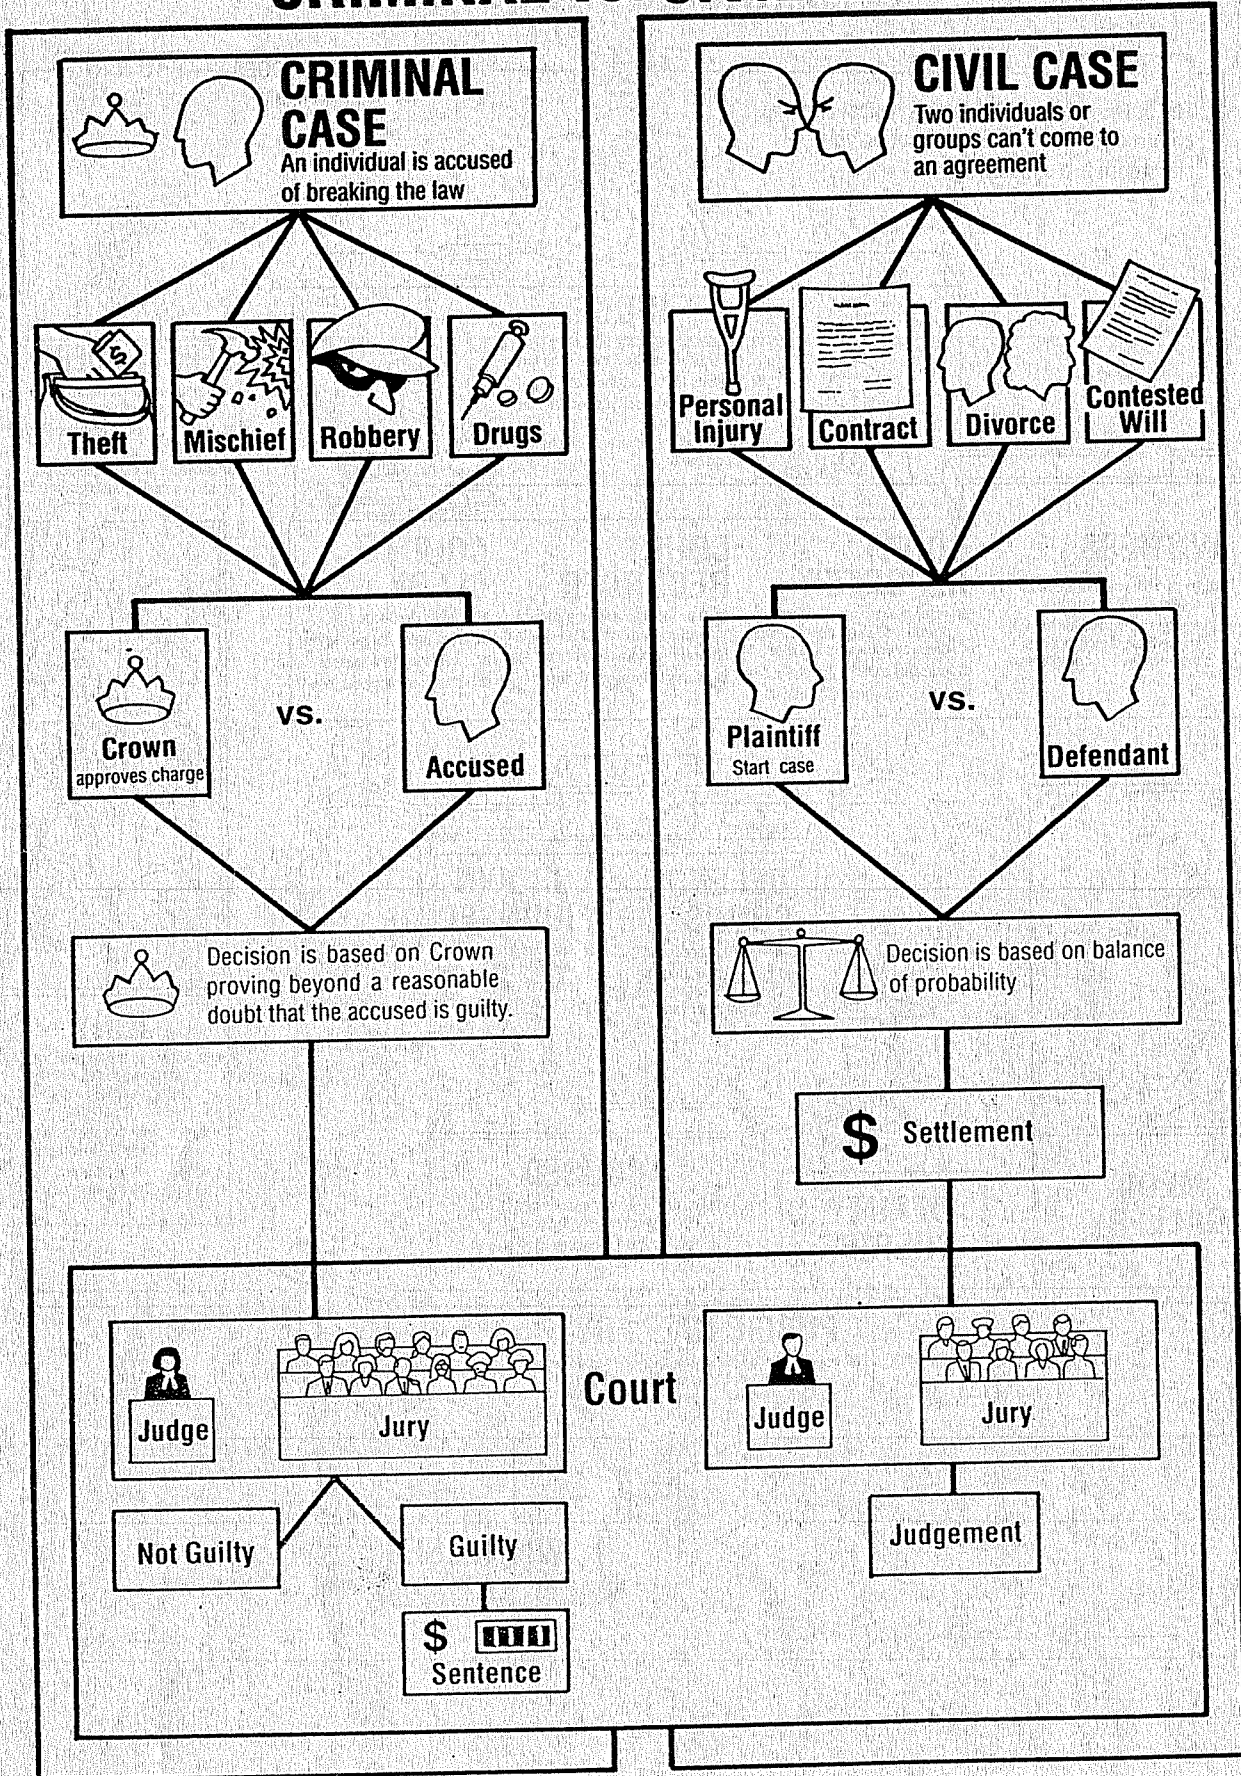 CRIMINAL
CASE
An individual is accused
of breaking the law
CIVIL CASE
Two individuals or
groups can't come to
an agreement
$
Theft
Mischief
Robbery
Drugs
Personal
Injury
Contract
Divorce
Contested
Will
Crown
approves charge
vs.
Accused
Plaintiff
Start case
vs.
Defendant
Decision is based on Crown
proving beyond a reasonable
doubt that the accused is guilty.
Decision is based on balance
of probability
$ Settlement
Judge
Jury
Court
Judge
Jury
Not Guilty
Guilty
$
Sentence
Judgement